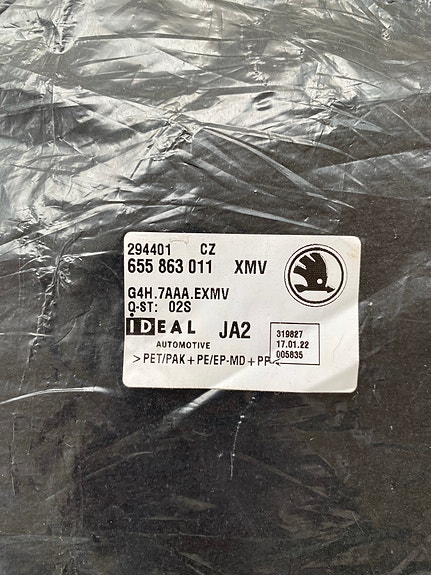 294401 CZ
655 863 011 XMV
G4H.7AAA.EXMV
Q-ST: 02S
IDEAL JA2
AUTOMOTIVE
319827
17.01.22
005835
>PET/PAK+PE/EP-MD+PP<